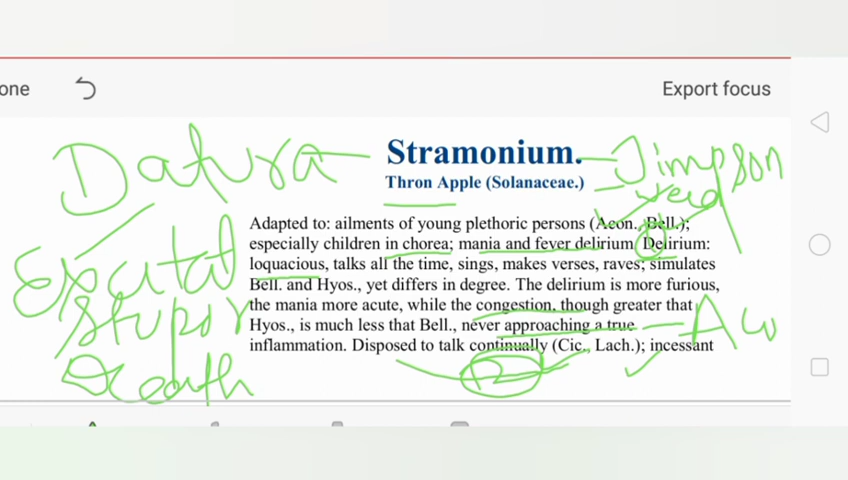 one
Export focus
Datura
Stramonium.
Jimpson
Thron Apple (Solanaceae.)
Adapted to: ailments of young plethoric persons (Acon., Bell.);
especially children in chorea; mania and fever delirium. Delirium:
loquacious, talks all the time, sings, makes verses, raves; simulates
Bell. and Hyos., yet differs in degree. The delirium is more furious,
the mania more acute, while the congestion, though greater that
Hyos., is much less that Bell., never approaching a true
inflammation. Disposed to talk continually (Cic., Lach.); incessant
Stupor
Death